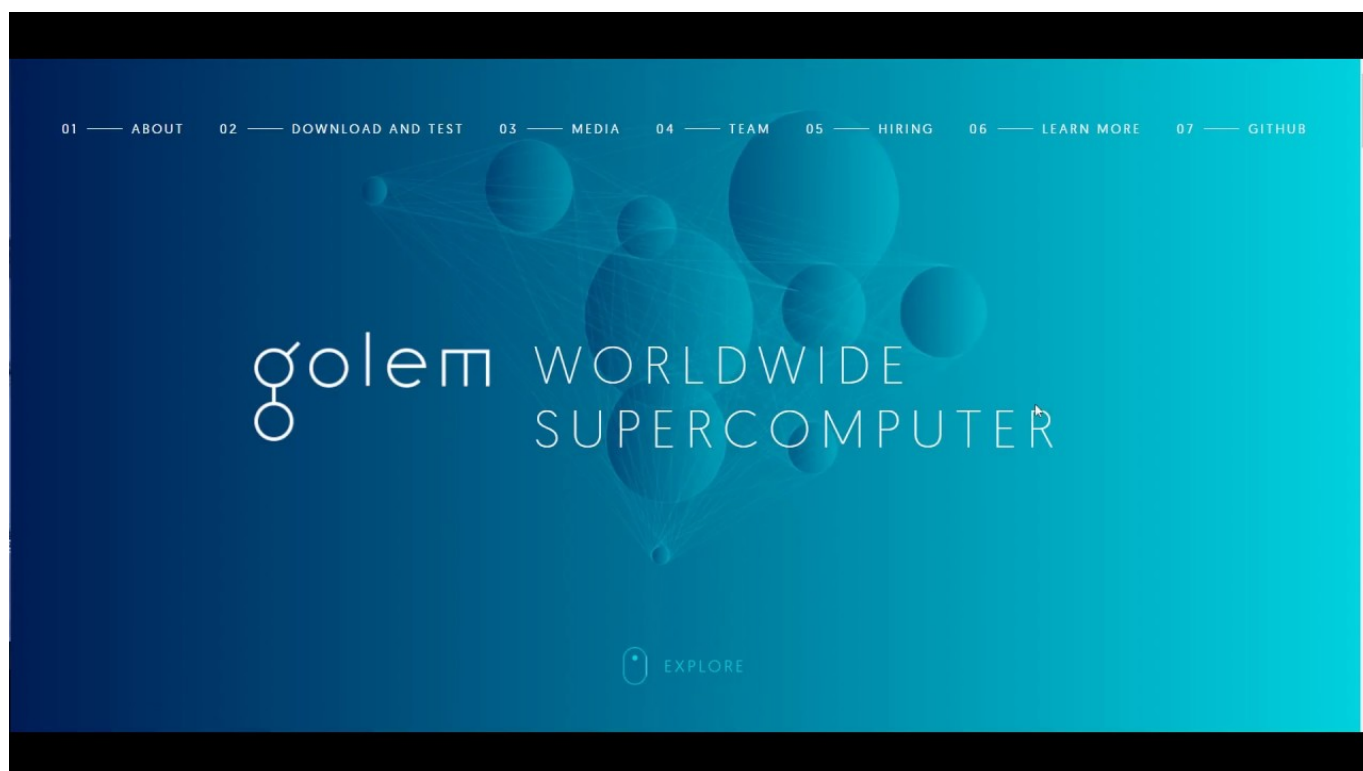 01 ABOUT 02 DOWNLOAD AND TEST 03 MEDIA 04 TEAM 05 HIRING 06 LEARN MORE 07 GITHUB
golem WORLDWIDE
SUPERCOMPUTER
EXPLORE